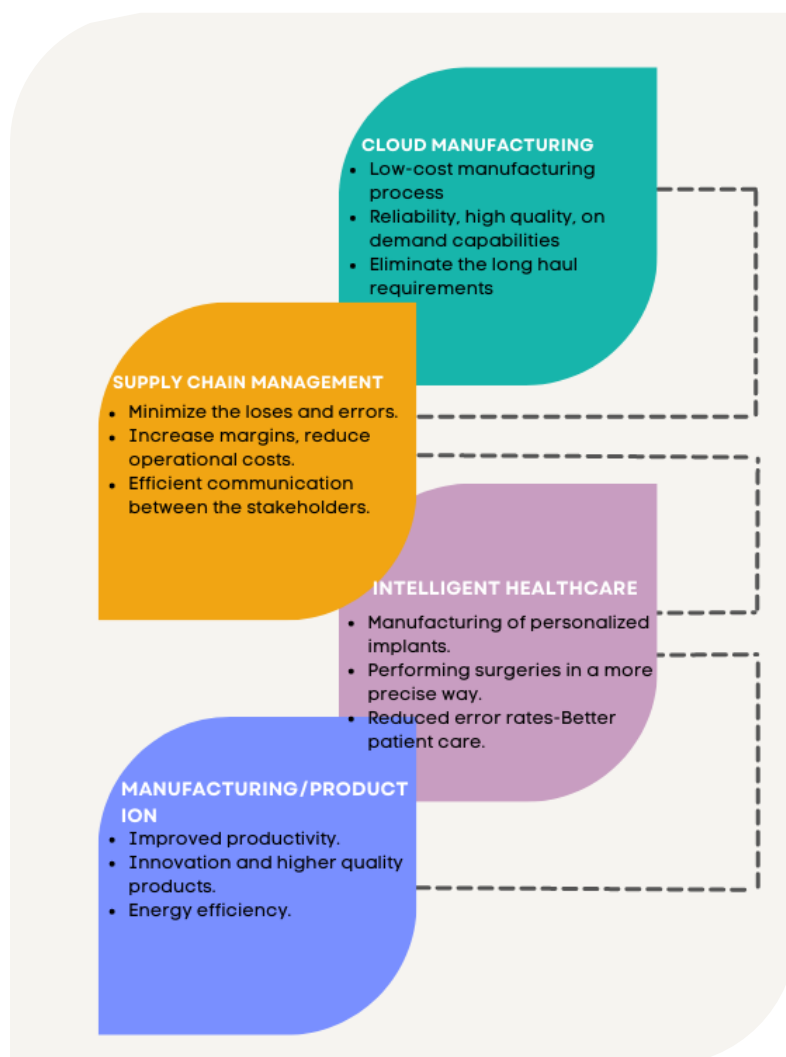 CLOUD MANUFACTURING
• Low-cost manufacturing
process
• Reliability, high quality, on
demand capabilities
• Eliminate the long haul
requirements
SUPPLY CHAIN MANAGEMENT
• Minimize the loses and errors.
• Increase margins, reduce
operational costs.
• Efficient communication
between the stakeholders.
INTELLIGENT HEALTHCARE
• Manufacturing of personalized
implants.
• Performing surgeries in a more
precise way.
• Reduced error rates-Better
patient care.
MANUFACTURING/PRODUCT
ION
• Improved productivity.
• Innovation and higher quality
products.
• Energy efficiency.